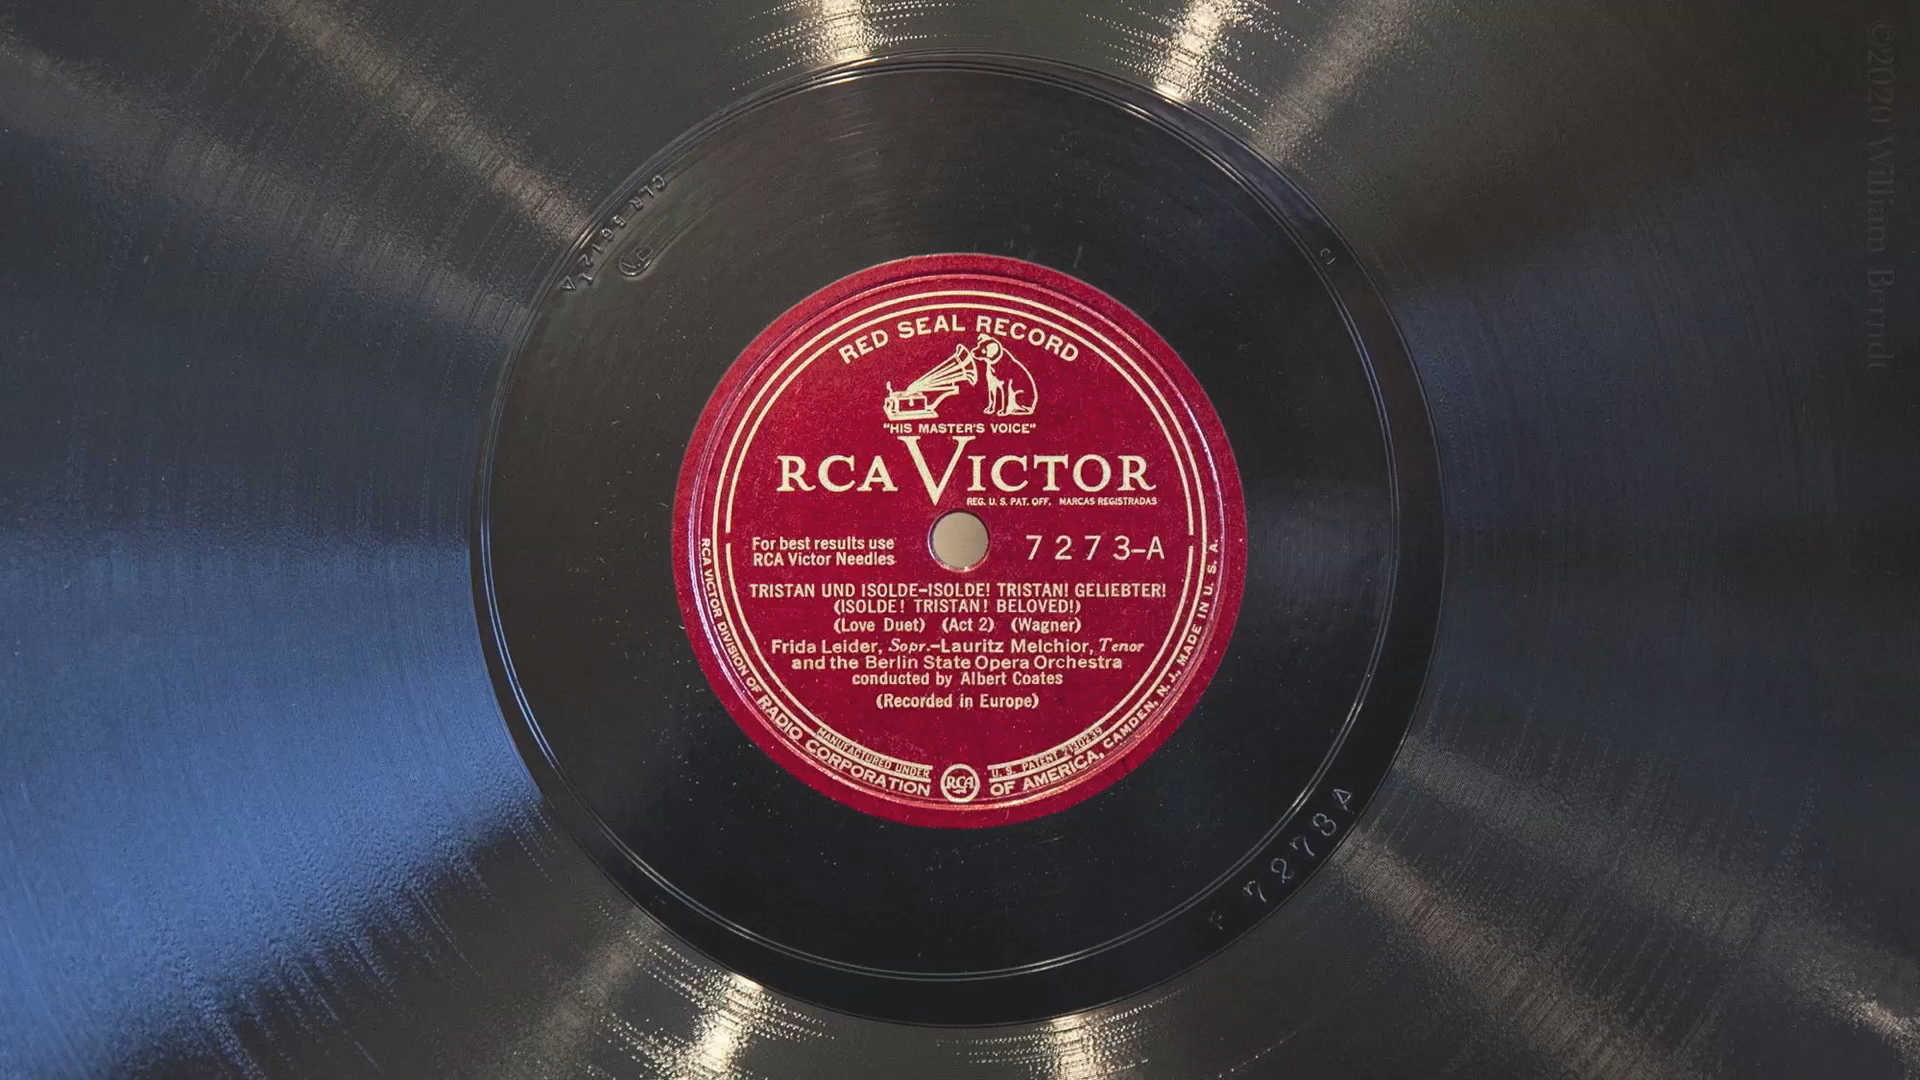 RED SEAL RECORD
"HIS MASTER'S VOICE"
RCA VICTOR
REG. U. S. PAT. OFF. MARCAS REGISTRADAS
For best results use
RCA Victor Needles
7273-A
TRISTAN UND ISOLDE-ISOLDE! TRISTAN! GELIEBTER!
(ISOLDE! TRISTAN! BELOVED!)
(Love Duet) (Act 2) (Wagner)
Frida Leider, Sopr.-Lauritz Melchior, Tenor
and the Berlin State Opera Orchestra
conducted by Albert Coates
(Recorded in Europe)
MANUFACTURED UNDER U. S. PATENT 2130239
RCA VICTOR DIVISION OF RADIO CORPORATION OF AMERICA, CAMDEN, N. J., MADE IN U. S. A.
RCA
F 7273A
©2020 William Berndt